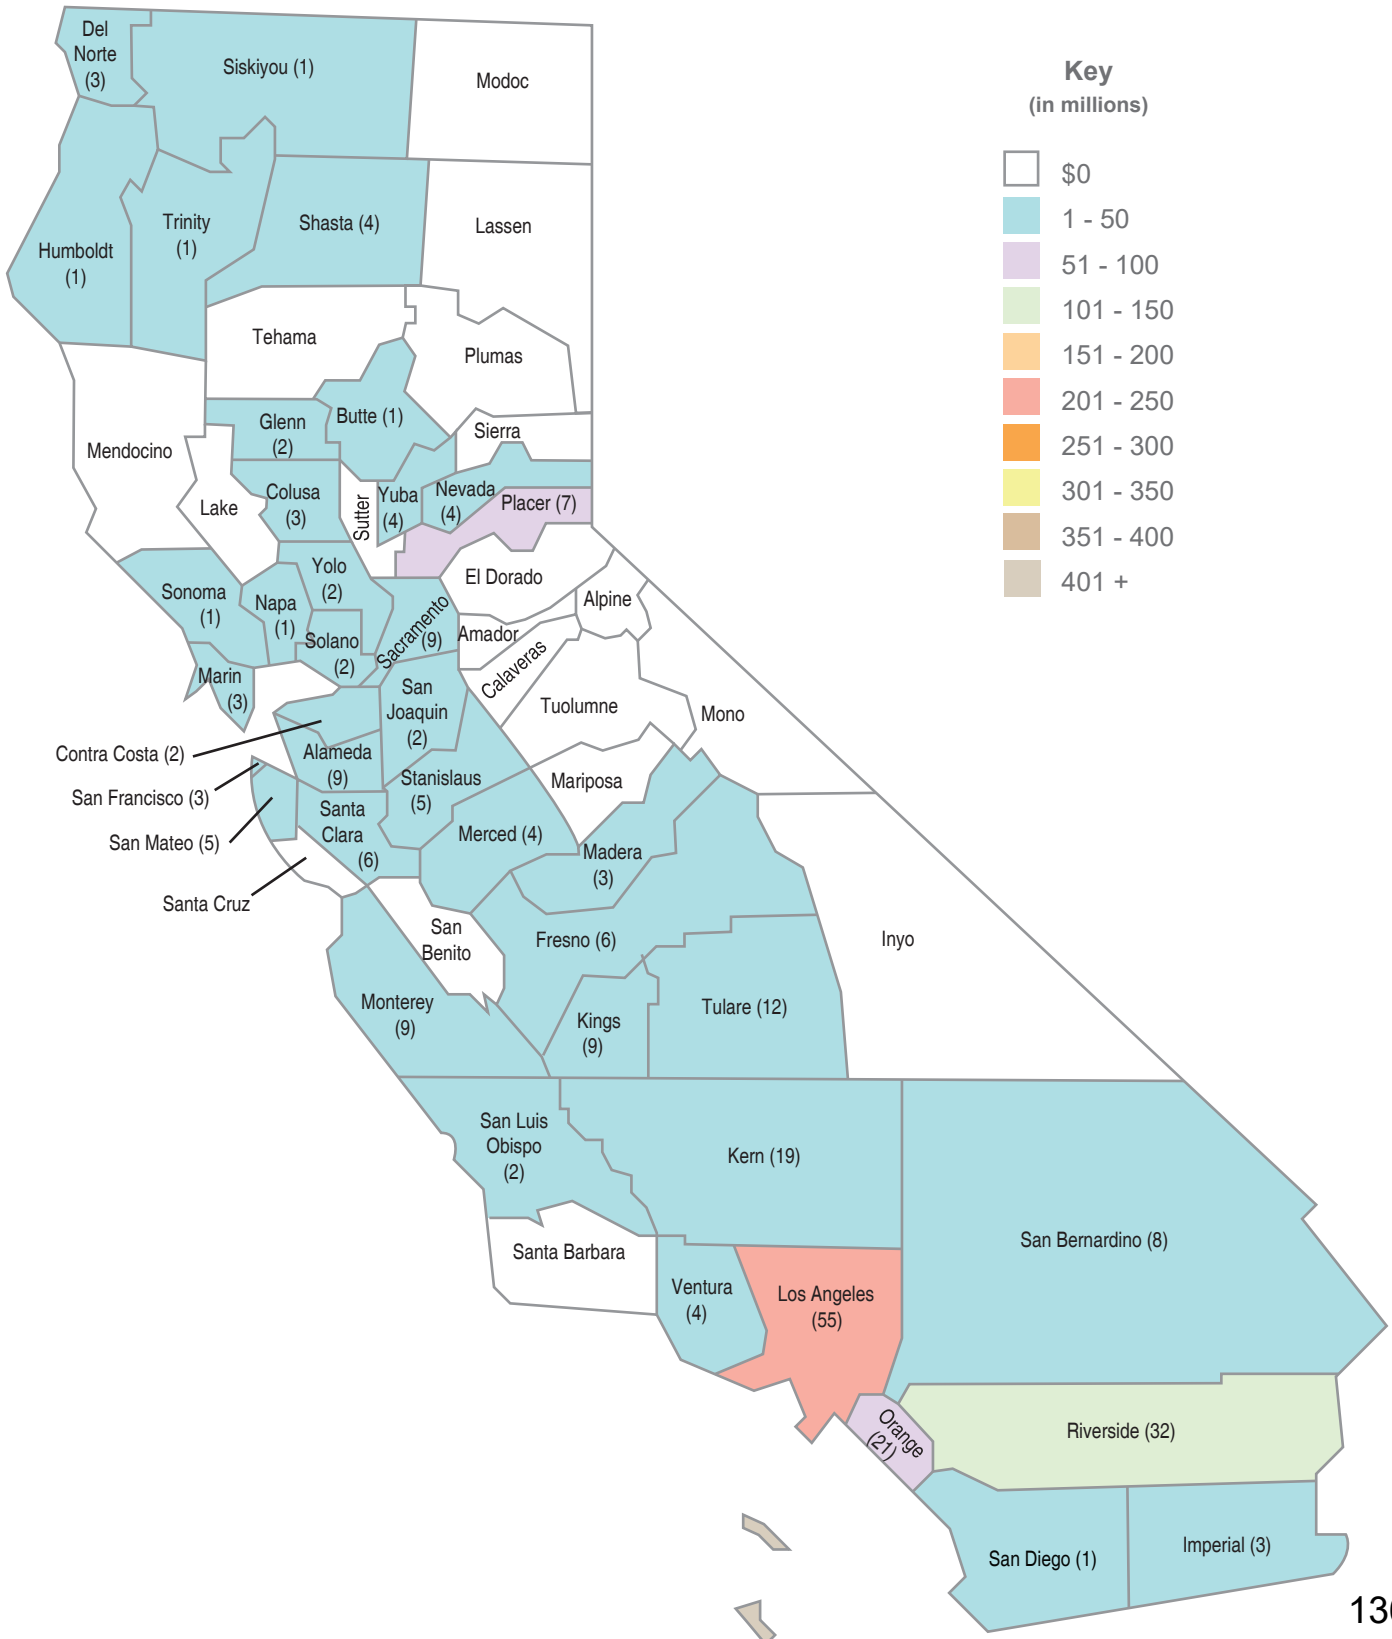 Del
Norte
(3)
Siskiyou (1)
Modoc
Key
(in millions)
$0
1 - 50
51 - 100
101 - 150
151 - 200
201 - 250
251 - 300
301 - 350
351 - 400
401 +
Humboldt
(1)
Trinity
(1)
Shasta (4)
Lassen
Tehama
Plumas
Mendocino
Glenn
(2)
Butte (1)
Sierra
Lake
Colusa
(3)
Sutter
Yuba
(4)
Nevada
(4)
Placer (7)
El Dorado
Sonoma
(1)
Napa
(1)
Yolo
(2)
Solano
(2)
Sacramento
(9)
Amador
Alpine
Calaveras
Marin
(3)
San
Joaquin
(2)
Tuolumne
Mono
Contra Costa (2)
Alameda
(9)
Stanislaus
(5)
Mariposa
San Francisco (3)
San Mateo (5)
Santa
Clara
(6)
Merced (4)
Madera
(3)
Santa Cruz
San
Benito
Fresno (6)
Inyo
Monterey
(9)
Kings
(9)
Tulare (12)
San Luis
Obispo
(2)
Kern (19)
San Bernardino (8)
Santa Barbara
Ventura
(4)
Los Angeles
(55)
Orange
(21)
Riverside (32)
San Diego (1)
Imperial (3)